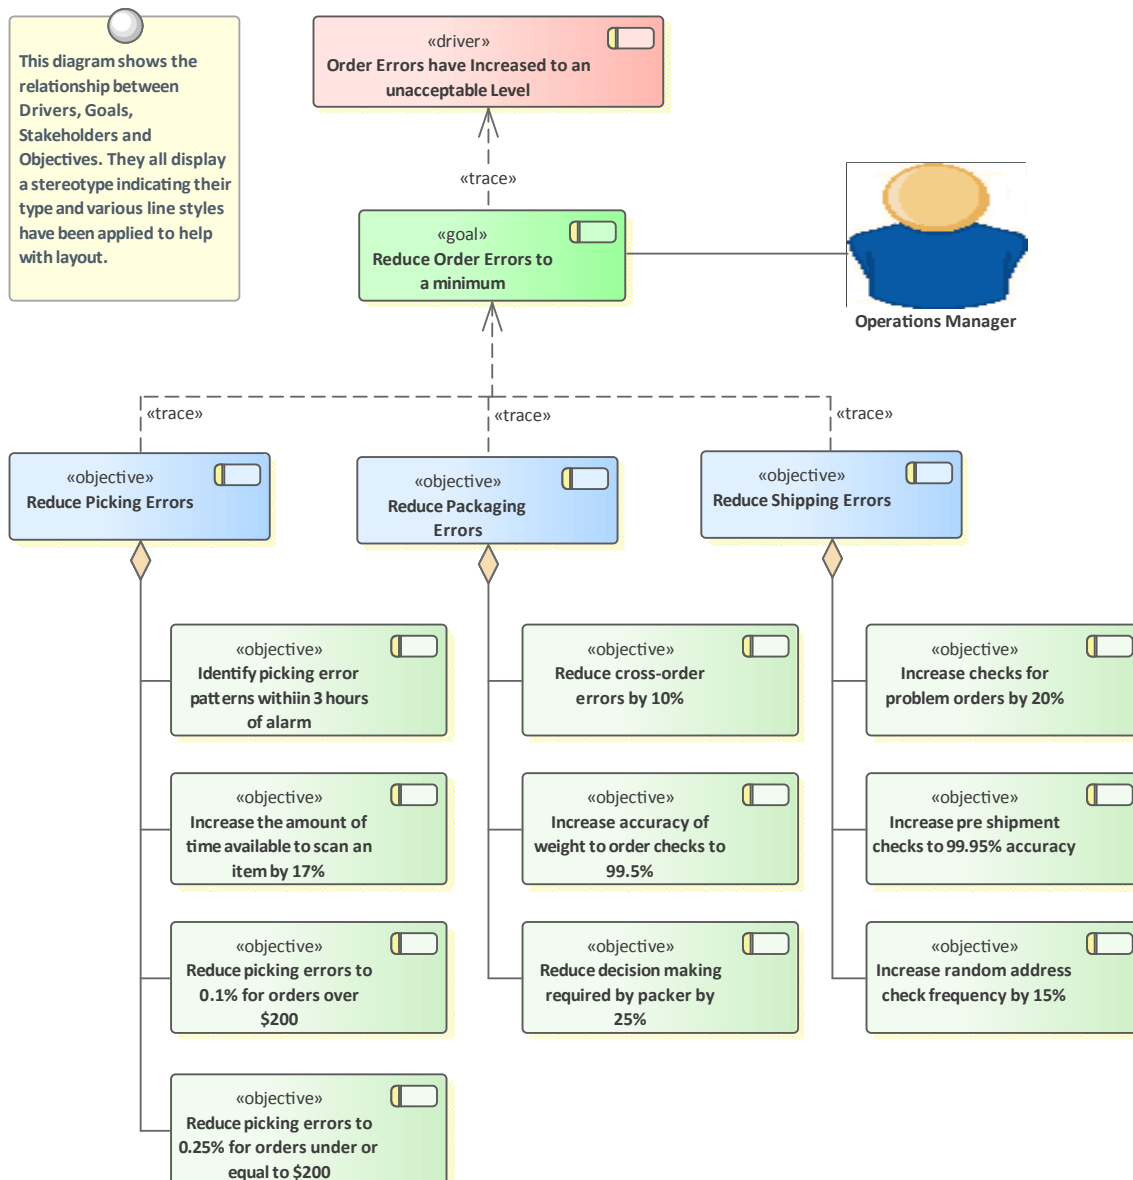 This diagram shows the
relationship between
Drivers, Goals,
Stakeholders and
Objectives. They all display
a stereotype indicating their
type and various line styles
have been applied to help
with layout.
«driver»
Order Errors have Increased to an
unacceptable Level
«trace»
«goal»
Reduce Order Errors to
a minimum
Operations Manager
«trace»
«trace»
«trace»
«objective»
Reduce Picking Errors
«objective»
Reduce Packaging
Errors
«objective»
Reduce Shipping Errors
«objective»
Identify picking error
patterns withiin 3 hours
of alarm
«objective»
Increase the amount of
time available to scan an
item by 17%
«objective»
Reduce picking errors to
0.1% for orders over
$200
«objective»
Reduce picking errors to
0.25% for orders under or
equal to $200
«objective»
Reduce cross-order
errors by 10%
«objective»
Increase accuracy of
weight to order checks to
99.5%
«objective»
Reduce decision making
required by packer by
25%
«objective»
Increase checks for
problem orders by 20%
«objective»
Increase pre shipment
checks to 99.95% accuracy
«objective»
Increase random address
check frequency by 15%